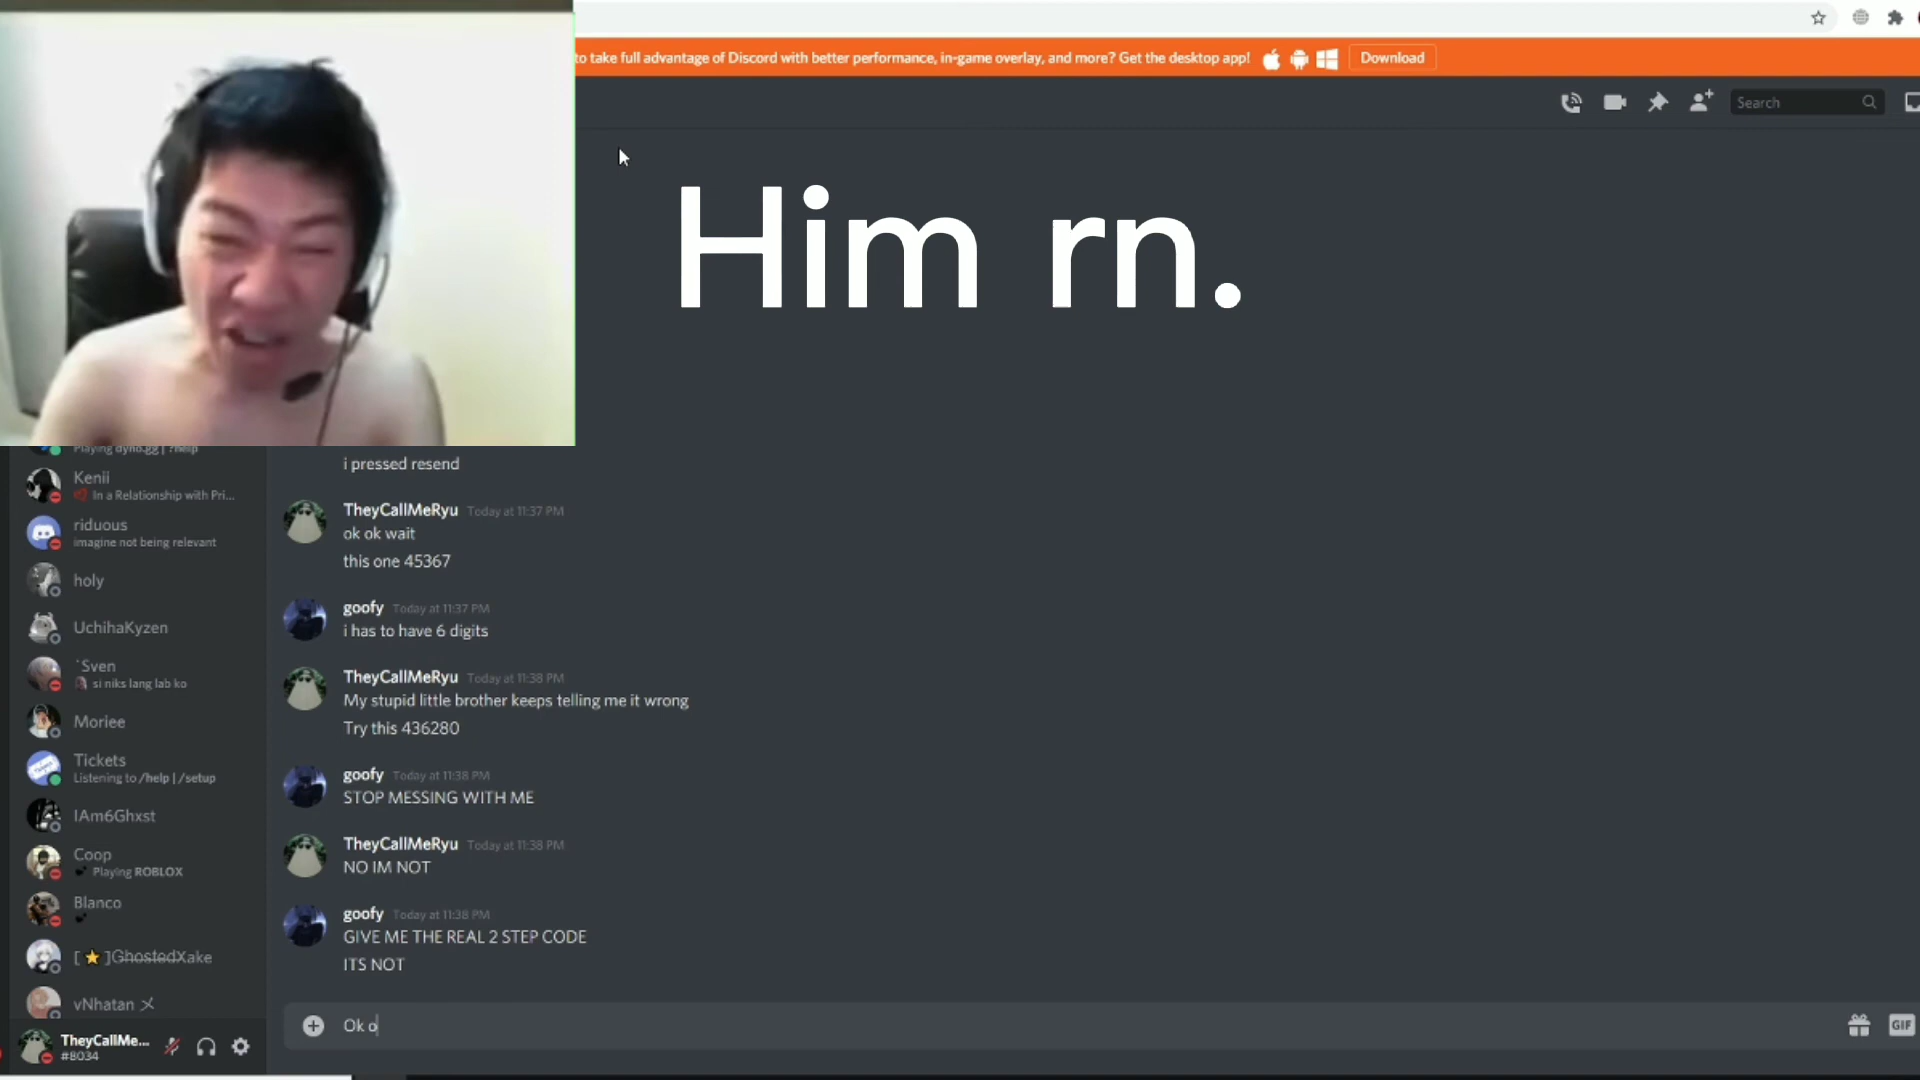 to take full advantage of Discord with better performance, in-game overlay, and more? Get the desktop app!
Download
Search
Him rn.
Playing dyno.gg | ?help
Kenii
In a Relationship with Pri...
riduous
imagine not being relevant
holy
UchihaKyzen
`Sven
si niks lang lab ko
Moriee
Tickets
Listening to /help | /setup
IAm6Ghxst
Coop
Playing ROBLOX
Blanco
[ ⭐ ]GhostedXake
vNhatan メ
TheyCallMe...
#8034
i pressed resend
TheyCallMeRyu Today at 11:37 PM
ok ok wait
this one 45367
goofy Today at 11:37 PM
i has to have 6 digits
TheyCallMeRyu Today at 11:38 PM
My stupid little brother keeps telling me it wrong
Try this 436280
goofy Today at 11:38 PM
STOP MESSING WITH ME
TheyCallMeRyu Today at 11:38 PM
NO IM NOT
goofy Today at 11:38 PM
GIVE ME THE REAL 2 STEP CODE
ITS NOT
Ok o
GIF